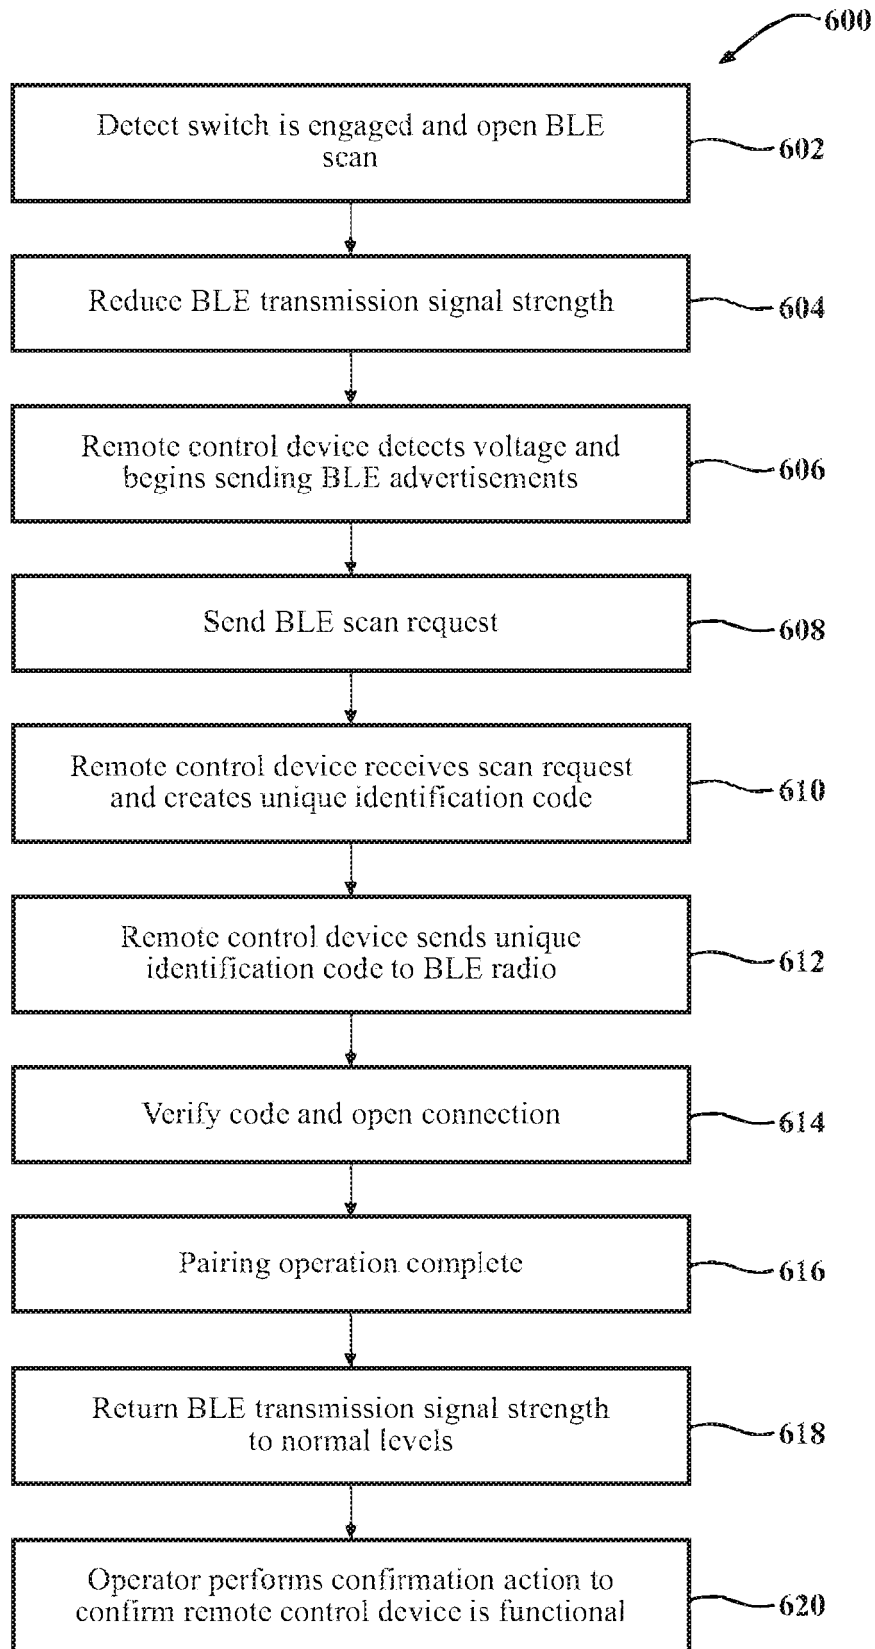 600
Detect switch is engaged and open BLE
scan
602
Reduce BLE transmission signal strength
604
Remote control device detects voltage and
begins sending BLE advertisements
606
Send BLE scan request
608
Remote control device receives scan request
and creates unique identification code
610
Remote control device sends unique
identification code to BLE radio
612
Verify code and open connection
614
Pairing operation complete
616
Return BLE transmission signal strength
to normal levels
618
Operator performs confirmation action to
confirm remote control device is functional
620